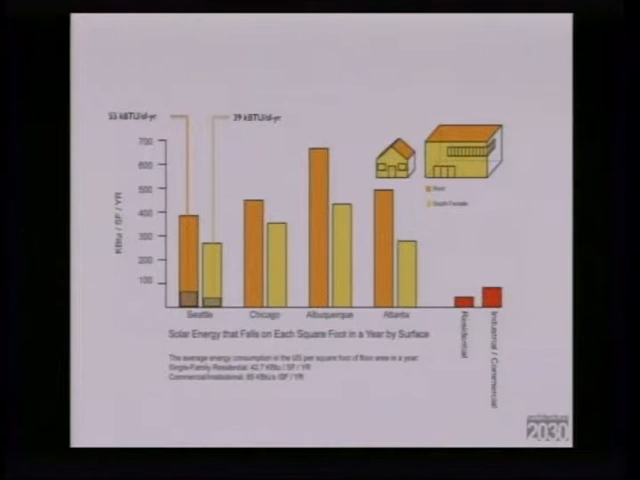 53 kBTU/sf-yr
39 kBTU/sf-yr
700
600
500
400
300
200
100
KBtu / SF / YR
Roof
South Facade
Seattle
Chicago
Albuquerque
Atlanta
Residential
Industrial / Commercial
Solar Energy that Falls on Each Square Foot in a Year by Surface
The average energy consumption in the US per square foot of floor area in a year:
Single-Family Residential: 42.7 KBtu / SF / YR
Commercial/Institutional:
architecture
2030